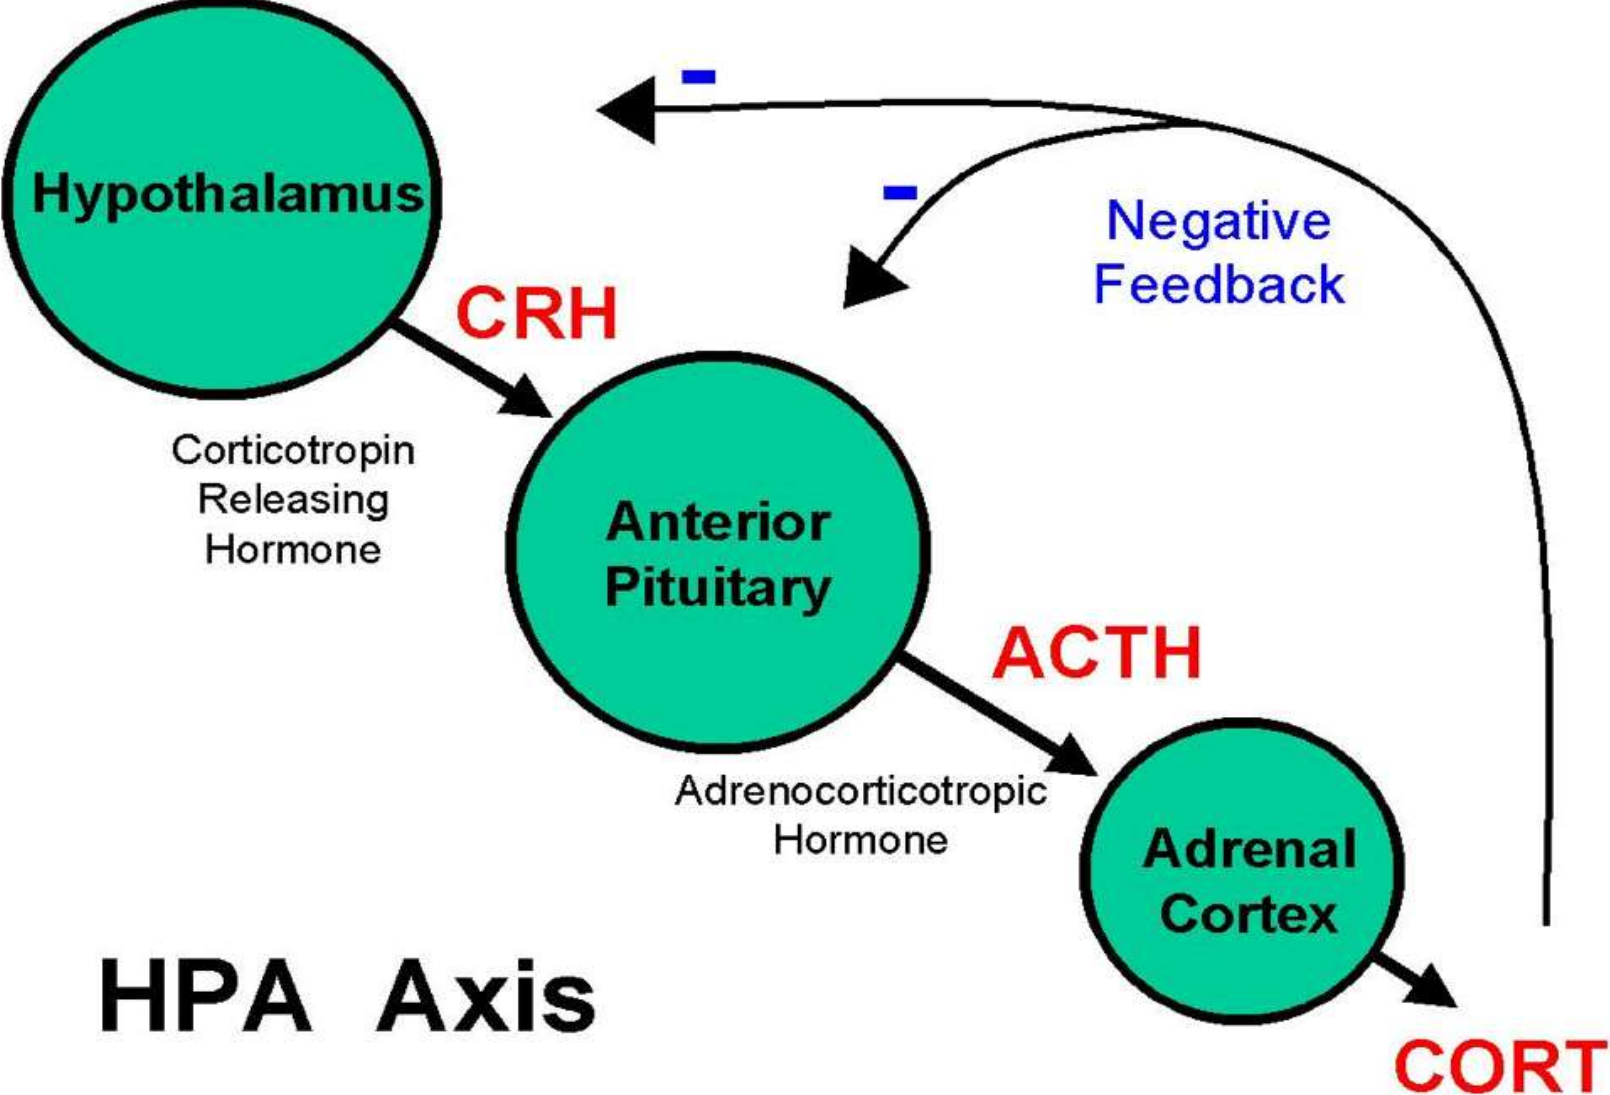 -
-
Hypothalamus
Negative
Feedback
CRH
Corticotropin
Releasing
Hormone
Anterior
Pituitary
ACTH
Adrenocorticotropic
Hormone
Adrenal
Cortex
HPA Axis
CORT